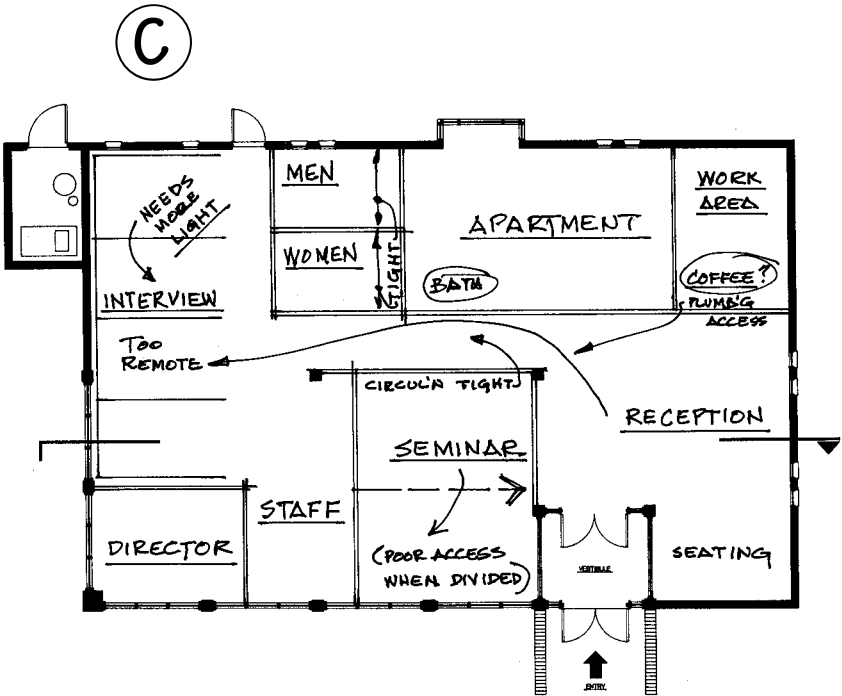 C
MEN
WOMEN
TIGHT
NEEDS
MORE
LIGHT
INTERVIEW
TOO
REMOTE
APARTMENT
BATH
WORK
AREA
COFFEE?
PLUMB'G
ACCESS
CIRCUL'N TIGHT
RECEPTION
SEMINAR
STAFF
DIRECTOR
(POOR ACCESS
WHEN DIVIDED)
VESTIBULE
SEATING
ENTRY